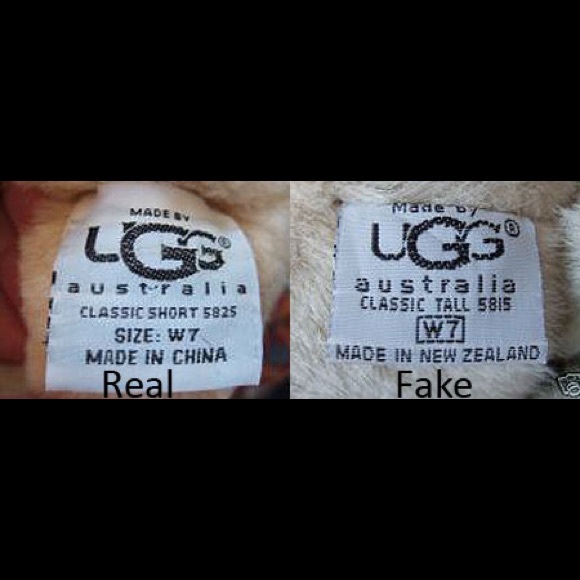 MADE BY
UGG®
australia
CLASSIC SHORT 5825
SIZE: W7
MADE IN CHINA
Real
Made by
UGG®
australia
CLASSIC TALL 5815
W7
MADE IN NEW ZEALAND
Fake